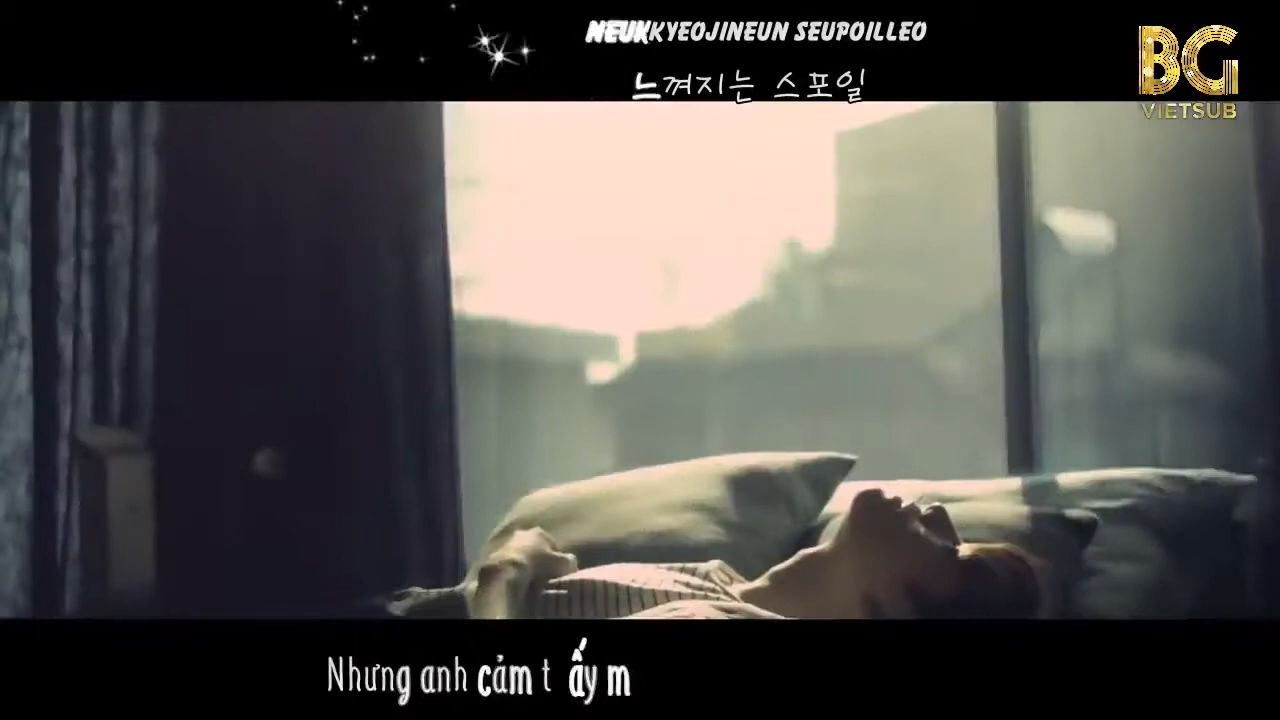 NEUKKYEOJINEUN SEUPOILLEO
느껴지는 스포일
BG
VIETSUB
Nhưng anh cảm t ấy m